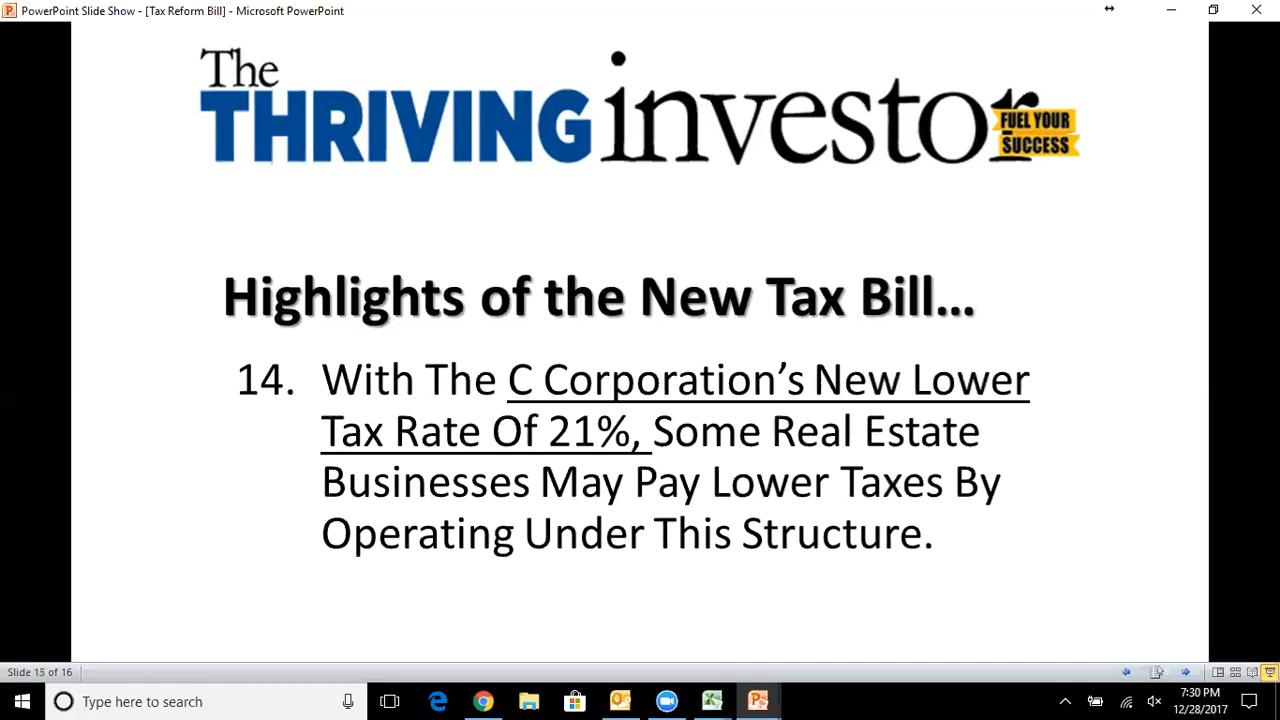 PowerPoint Slide Show - [Tax Reform Bill] - Microsoft PowerPoint
The
THRIVING investor
FUEL YOUR
SUCCESS
Highlights of the New Tax Bill...
14. With The C Corporation’s New Lower
Tax Rate Of 21%, Some Real Estate
Businesses May Pay Lower Taxes By
Operating Under This Structure.
Slide 15 of 16
Type here to search
7:30 PM
12/28/2017